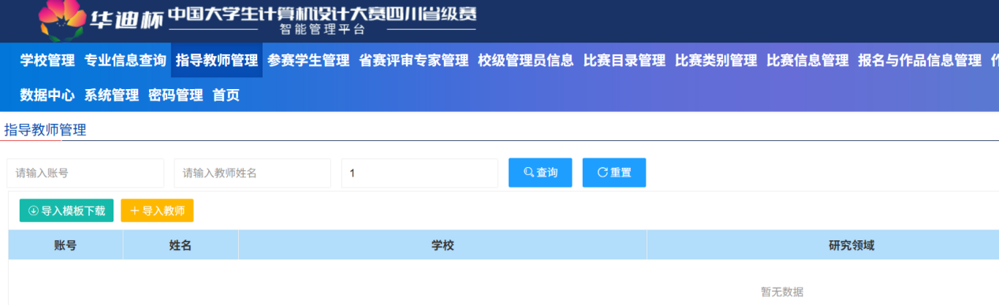 华迪杯 中国大学生计算机设计大赛四川省级赛
智能管理平台
学校管理 专业信息查询 指导教师管理 参赛学生管理 省赛评审专家管理 校级管理员信息 比赛目录管理 比赛类别管理 比赛信息管理 报名与作品信息管理
数据中心 系统管理 密码管理 首页
指导教师管理
请输入账号 请输入教师姓名 1 查询 重置
导入模板下载 导入教师
账号 姓名 学校 研究领域
暂无数据